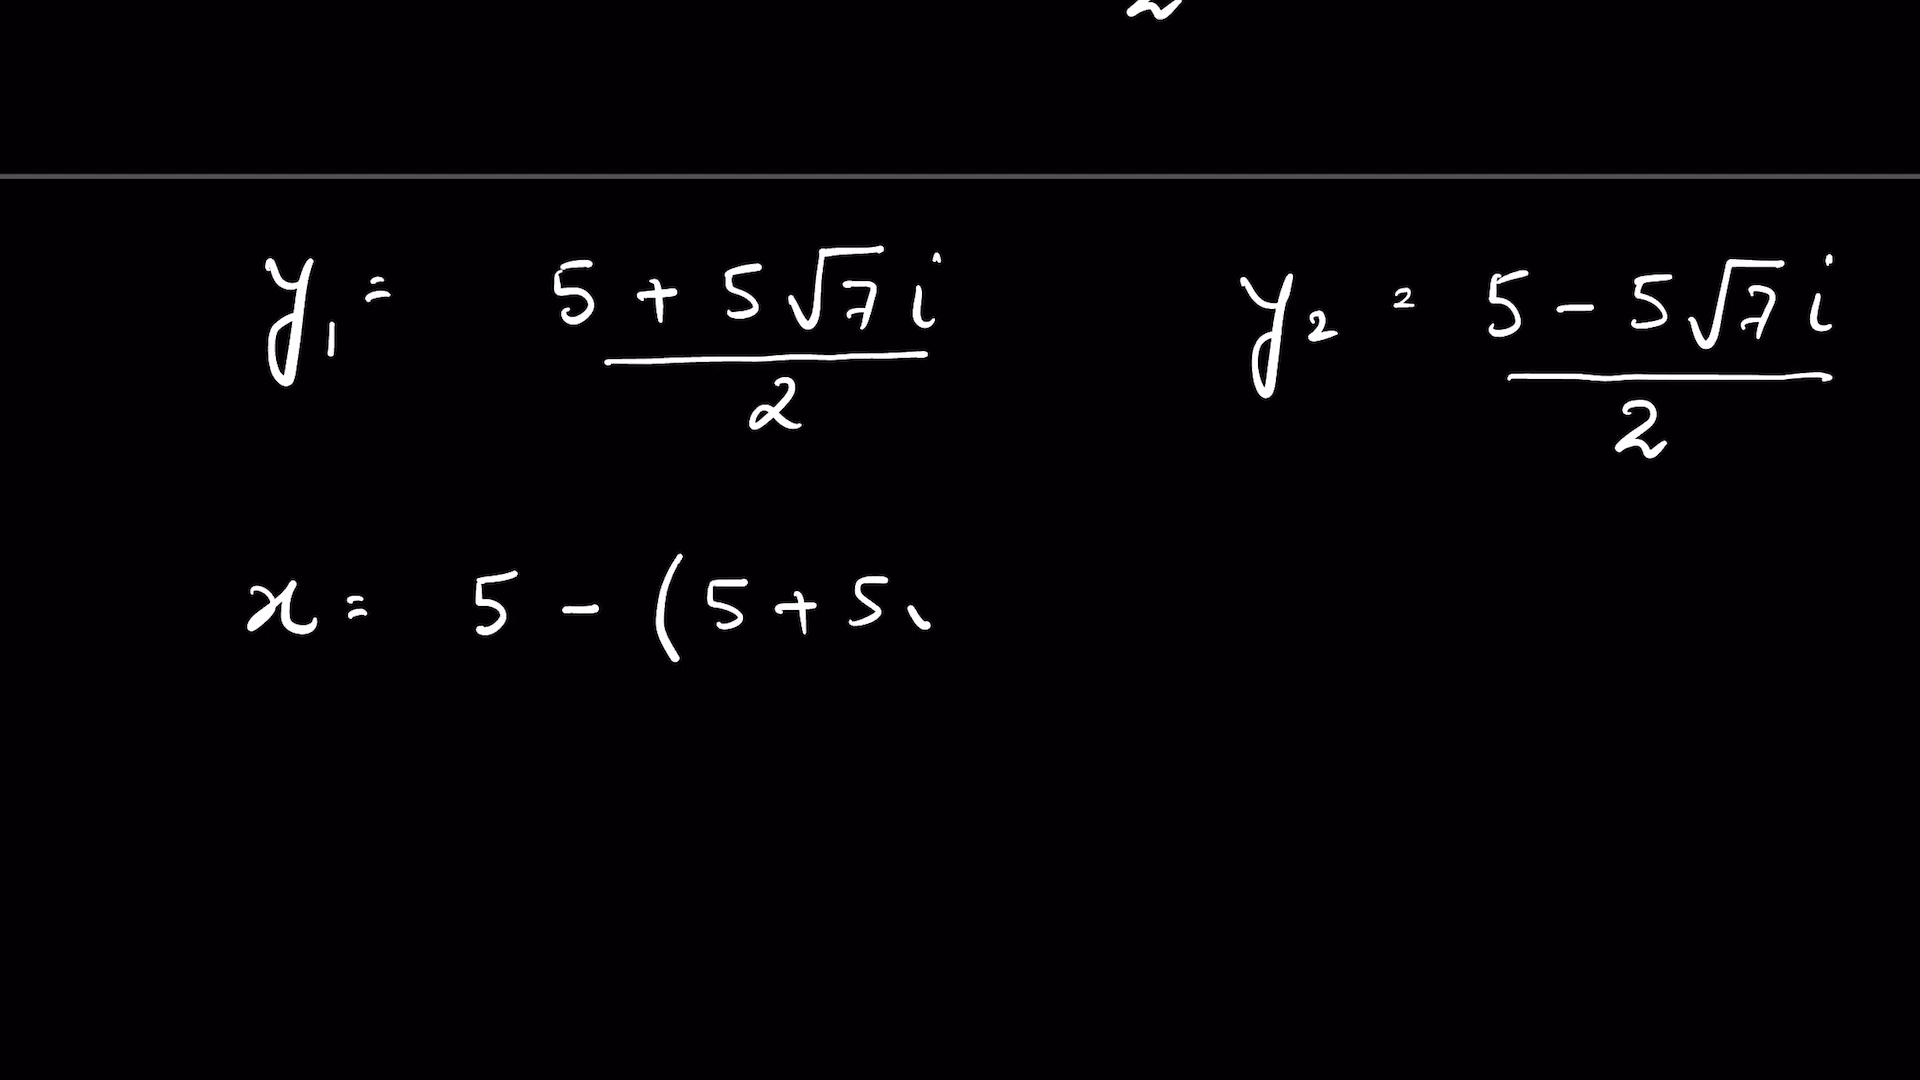 y₁ = (5 + 5√7 i)/2 y₂ = (5 - 5√7 i)/2
x = 5 - (5 + 5